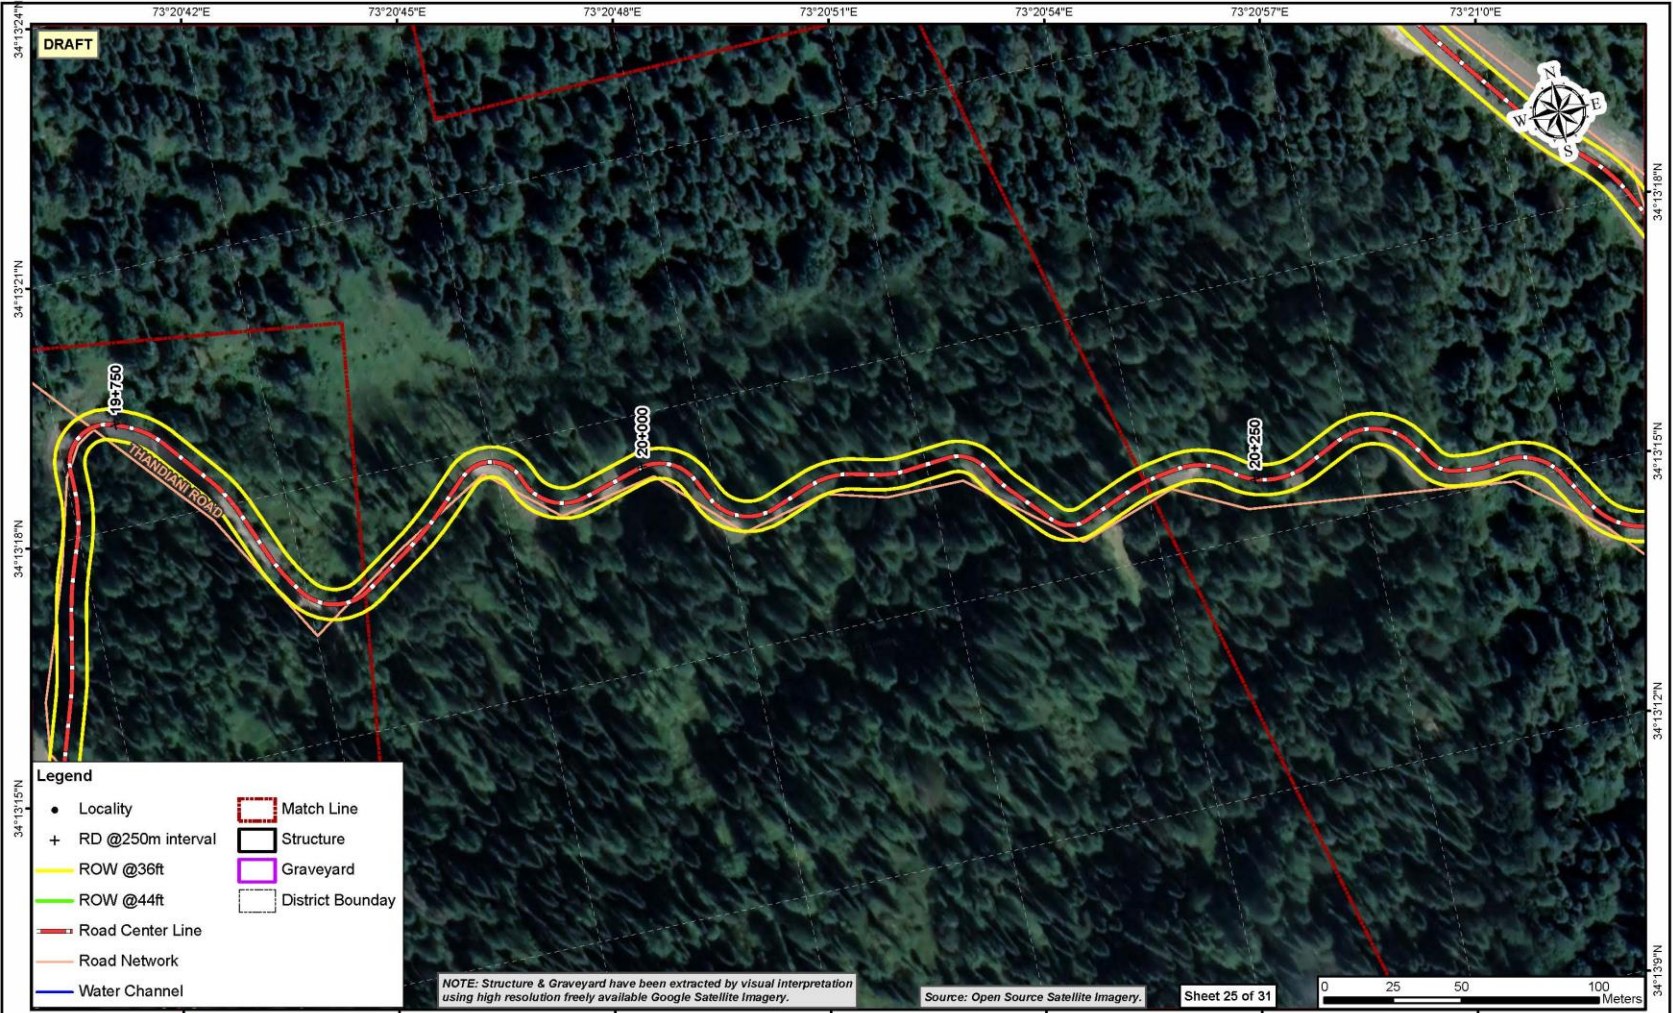 73°20'42"E 73°20'45"E 73°20'48"E 73°20'51"E 73°20'54"E 73°20'57"E 73°21'0"E
34°13'24"N
DRAFT
N
E
W
S
34°13'18"N
34°13'21"N
19+750
THANDIANI ROAD
20+000
20+250
34°13'15"N
34°13'18"N
34°13'12"N
34°13'15"N
34°13'9"N
Legend
Locality
RD @250m interval
ROW @36ft
ROW @44ft
Road Center Line
Road Network
Water Channel
Match Line
Structure
Graveyard
District Bounday
NOTE: Structure & Graveyard have been extracted by visual interpretation
using high resolution freely available Google Satellite Imagery.
Source: Open Source Satellite Imagery.
Sheet 25 of 31
0 25 50 100
Meters